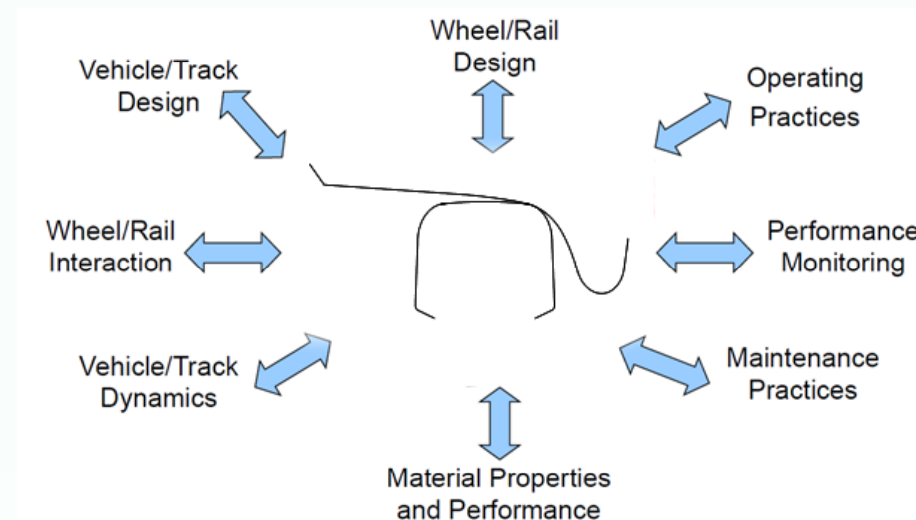 Wheel/Rail
Design
Vehicle/Track
Design
Operating
Practices
Wheel/Rail
Interaction
Performance
Monitoring
Vehicle/Track
Dynamics
Maintenance
Practices
Material Properties
and Performance